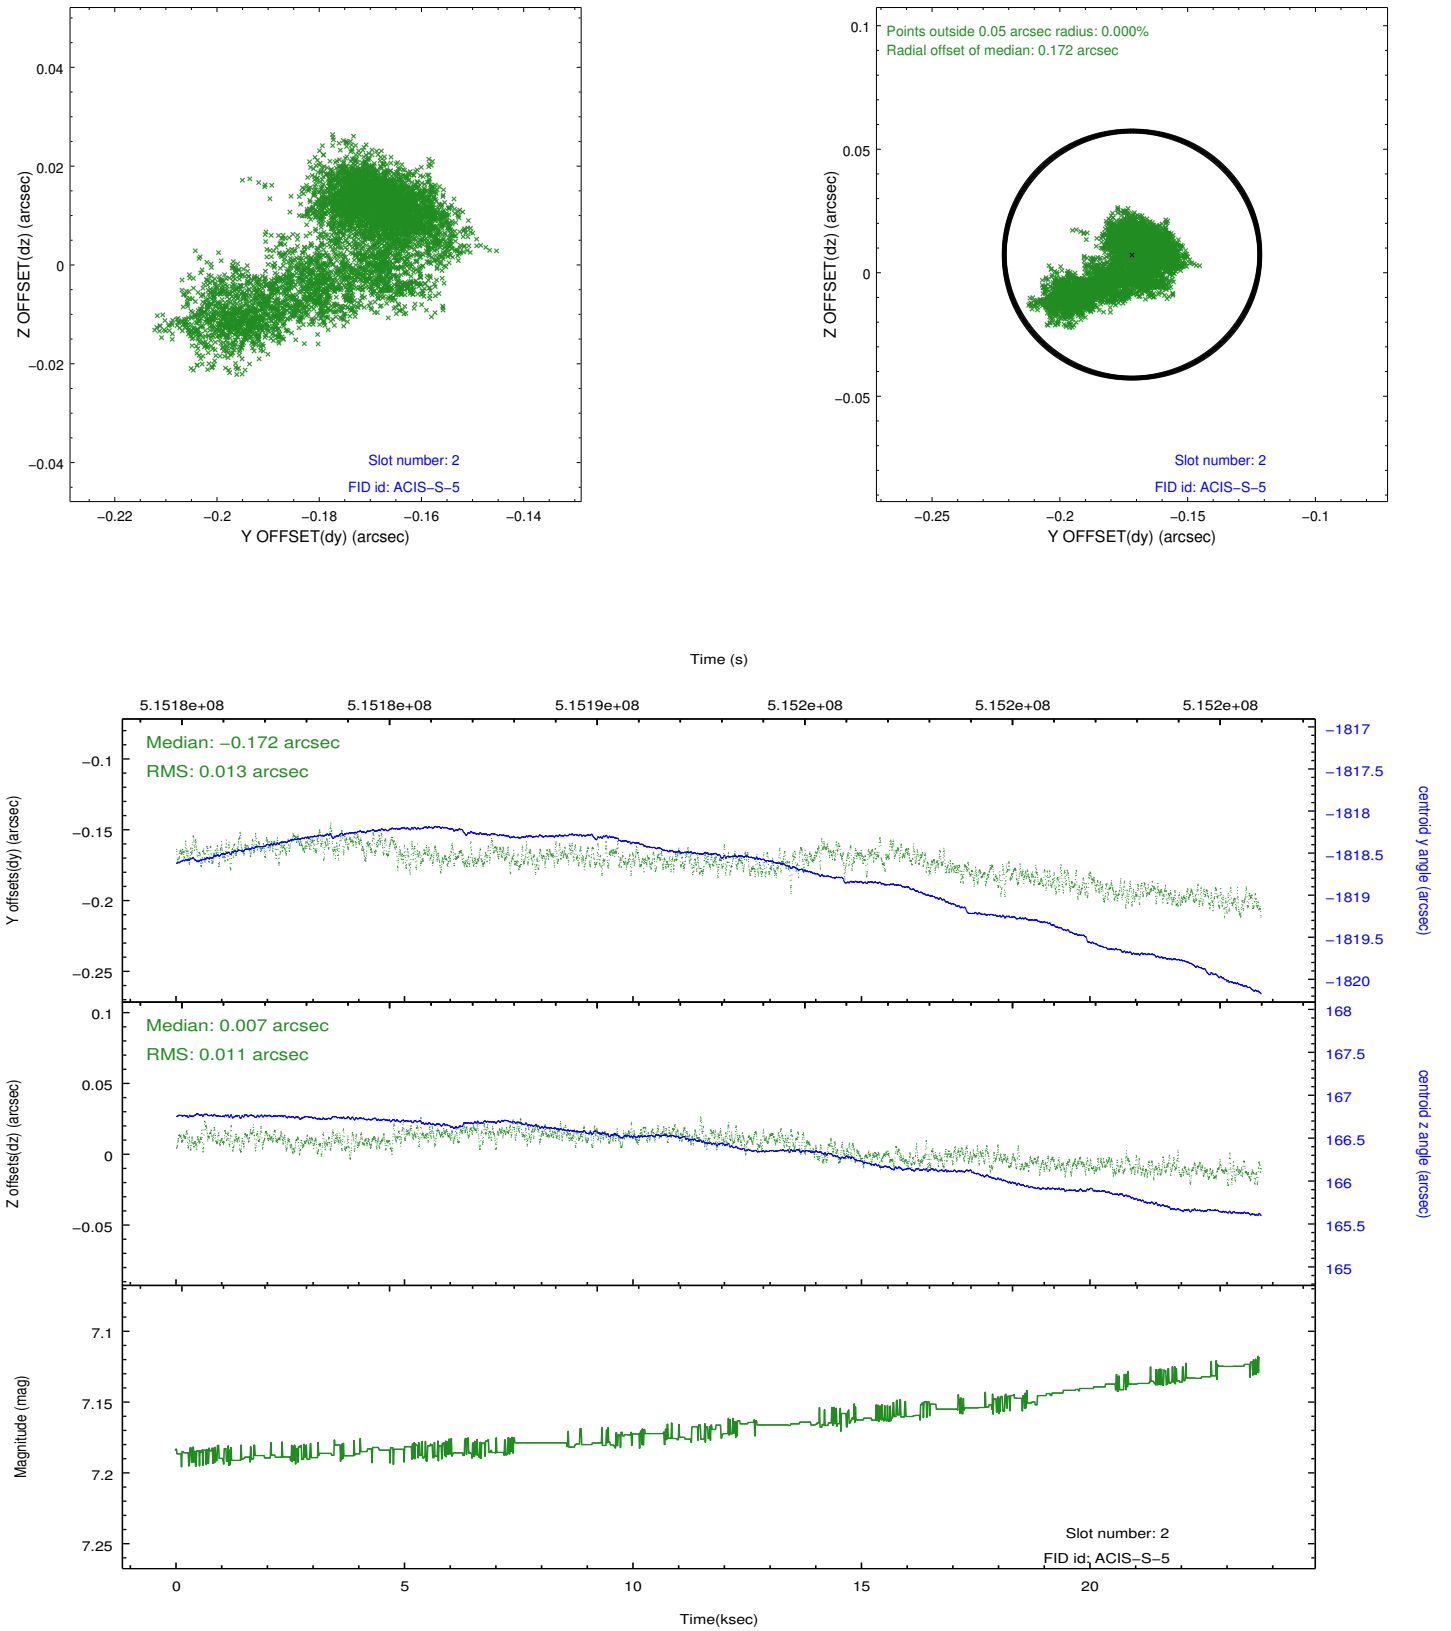 0.04
0.02
0
−0.02
−0.04
Z OFFSET(dz) (arcsec)
Slot number: 2
FID id: ACIS−S−5
−0.22
−0.2
−0.18
−0.16
−0.14
Y OFFSET(dy) (arcsec)
Points outside 0.05 arcsec radius: 0.000%
Radial offset of median: 0.172 arcsec
0.1
0.05
0
−0.05
Z OFFSET(dz) (arcsec)
Slot number: 2
FID id: ACIS−S−5
−0.25
−0.2
−0.15
−0.1
Y OFFSET(dy) (arcsec)
Time (s)
5.1518e+08
5.1518e+08
5.1519e+08
5.152e+08
5.152e+08
5.152e+08
Median: −0.172 arcsec
RMS: 0.013 arcsec
−0.1
−0.15
−0.2
−0.25
Y offsets(dy) (arcsec)
−1817
−1817.5
−1818
−1818.5
−1819
−1819.5
−1820
centroid y angle (arcsec)
Median: 0.007 arcsec
RMS: 0.011 arcsec
0.1
0.05
0
−0.05
Z offsets(dz) (arcsec)
168
167.5
167
166.5
166
165.5
165
centroid z angle (arcsec)
7.1
7.15
7.2
7.25
Magnitude (mag)
Slot number: 2
FID id: ACIS−S−5
0
5
10
15
20
Time(ksec)